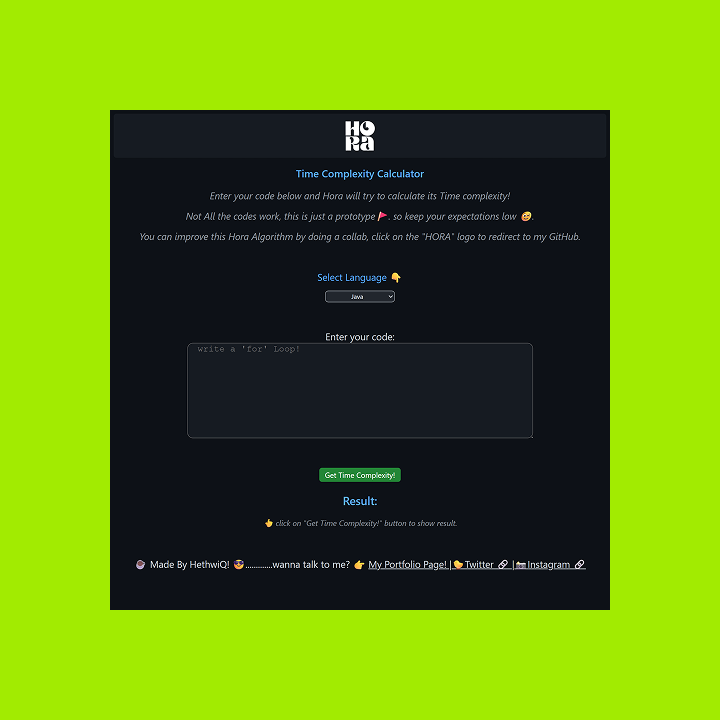 HO
Ra
Time Complexity Calculator
Enter your code below and Hora will try to calculate its Time complexity!
Not All the codes work, this is just a prototype 🚩. so keep your expectations low 😜.
You can improve this Hora Algorithm by doing a collab, click on the "HORA" logo to redirect to my GitHub.
Select Language 👇
Java
Enter your code:
write a 'for' Loop!
Get Time Complexity!
Result:
👆 click on "Get Time Complexity!" button to show result.
Made By HethwiQ! 😎............wanna talk to me? 👉 My Portfolio Page! | Twitter 🔗 | Instagram 🔗